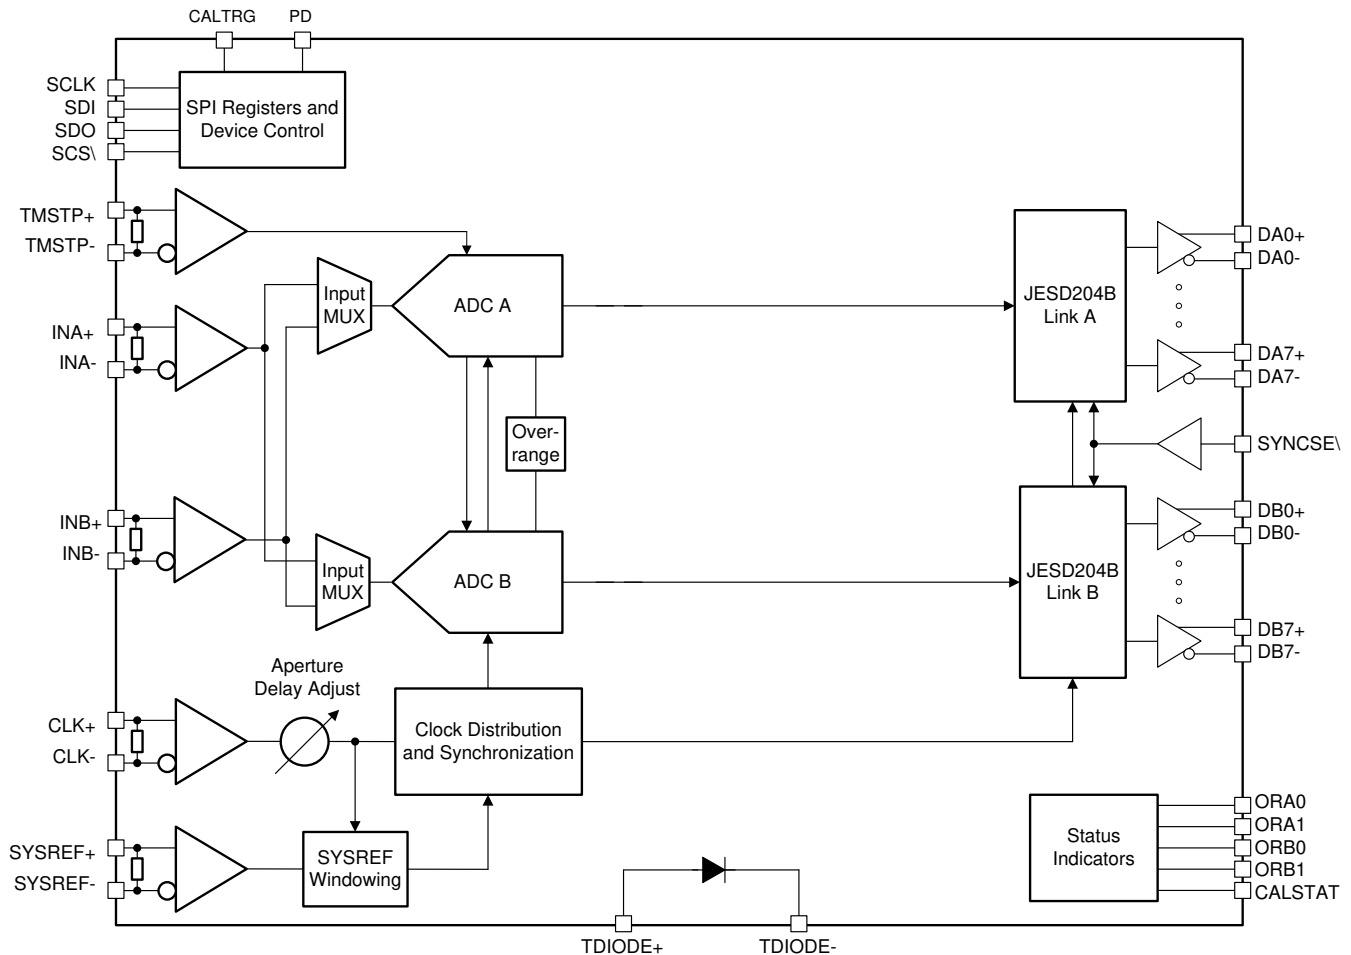 CALTRG
PD
SCLK
SDI
SDO
SCS\
SPI Registers and
Device Control
TMSTP+
TMSTP-
INA+
INA-
Input
MUX
ADC A
JESD204B
Link A
DA0+
DA0-
DA7+
DA7-
Over-
range
SYNCSE\
INB+
INB-
Input
MUX
ADC B
JESD204B
Link B
DB0+
DB0-
DB7+
DB7-
Aperture
Delay Adjust
CLK+
CLK-
Clock Distribution
and Synchronization
SYSREF+
SYSREF-
SYSREF
Windowing
Status
Indicators
ORA0
ORA1
ORB0
ORB1
CALSTAT
TDIODE+
TDIODE-